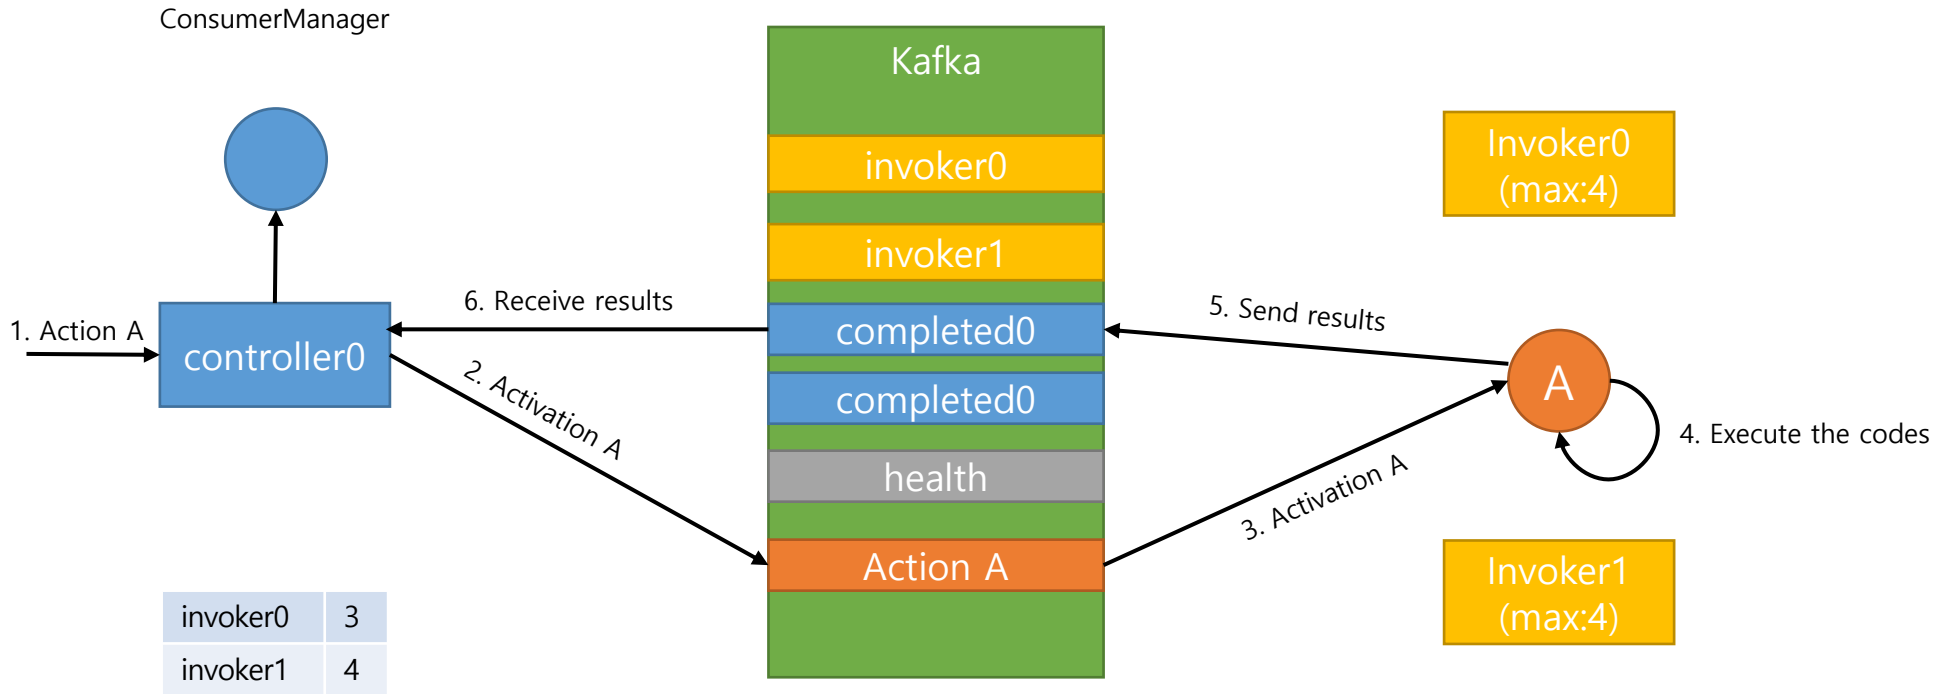 ConsumerManager
Kafka
invoker0
invoker1
completed0
completed0
health
Action A
Invoker0
(max:4)
1. Action A
controller0
6. Receive results
2. Activation A
5. Send results
A
4. Execute the codes
3. Activation A
Invoker1
(max:4)
invoker0 3
invoker1 4